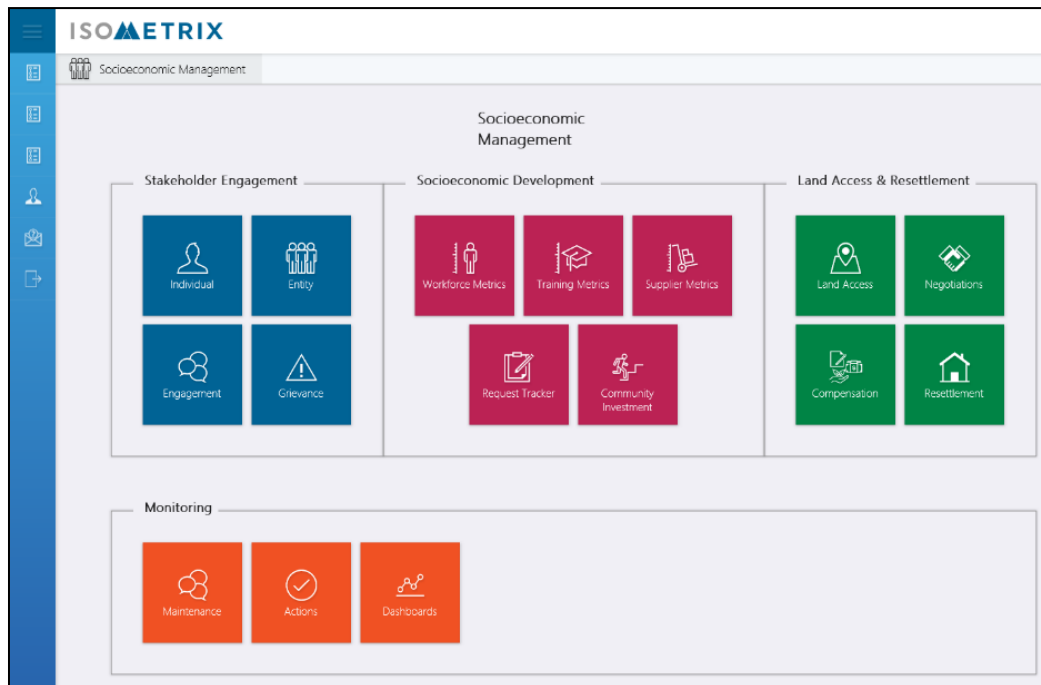 ISOMETRIX
Socioeconomic Management
Socioeconomic
Management
Stakeholder Engagement
Socioeconomic Development
Land Access & Resettlement
Individual
Entity
Workforce Metrics
Training Metrics
Supplier Metrics
Land Access
Negotiations
Engagement
Grievance
Request Tracker
Community
Investment
Compensation
Resettlement
Monitoring
Maintenance
Actions
Dashboards